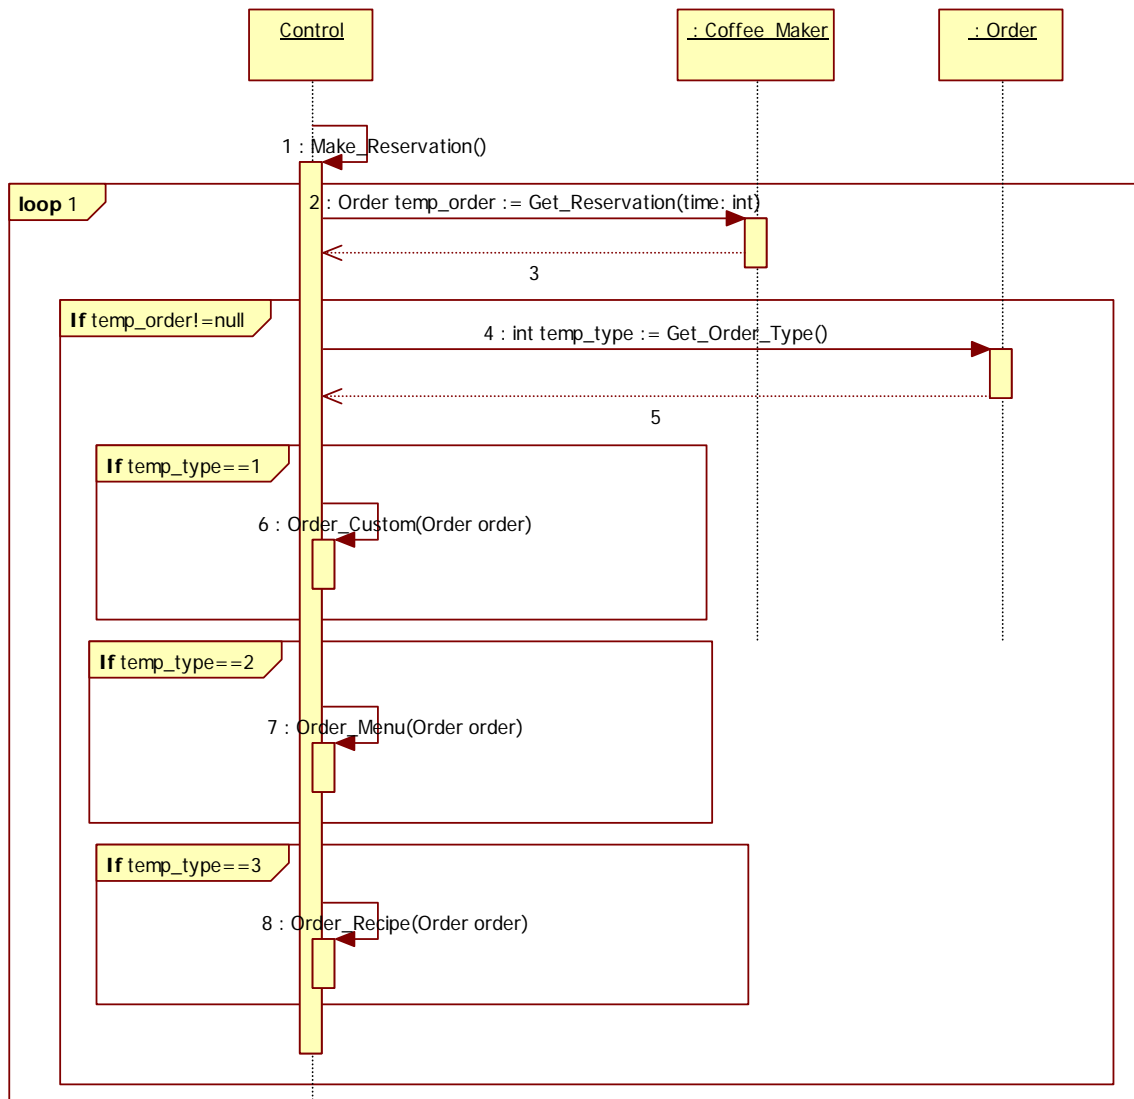 Control
: Coffee_Maker
: Order
1 : Make_Reservation()
loop 1
2 : Order temp_order := Get_Reservation(time: int)
3
If temp_order!=null
4 : int temp_type := Get_Order_Type()
5
If temp_type==1
6 : Order_Custom(Order order)
If temp_type==2
7 : Order_Menu(Order order)
If temp_type==3
8 : Order_Recipe(Order order)